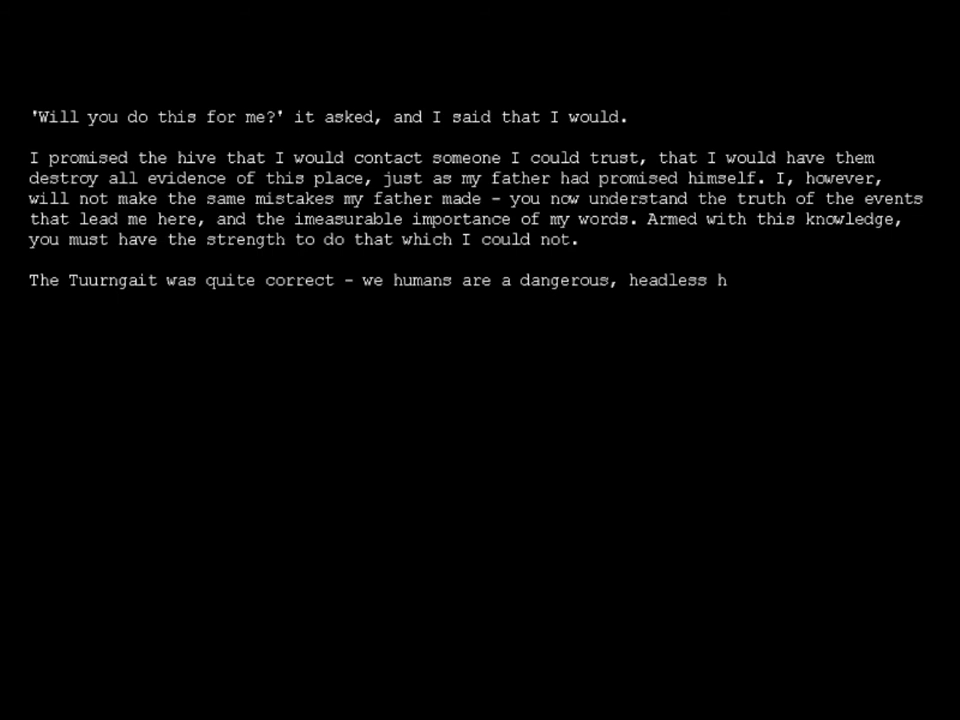 'Will you do this for me?' it asked, and I said that I would.
I promised the hive that I would contact someone I could trust, that I would have them
destroy all evidence of this place, just as my father had promised himself. I, however,
will not make the same mistakes my father made - you now understand the truth of the events
that lead me here, and the imeasurable importance of my words. Armed with this knowledge,
you must have the strength to do that which I could not.
The Tuurngait was quite correct - we humans are a dangerous, headless h